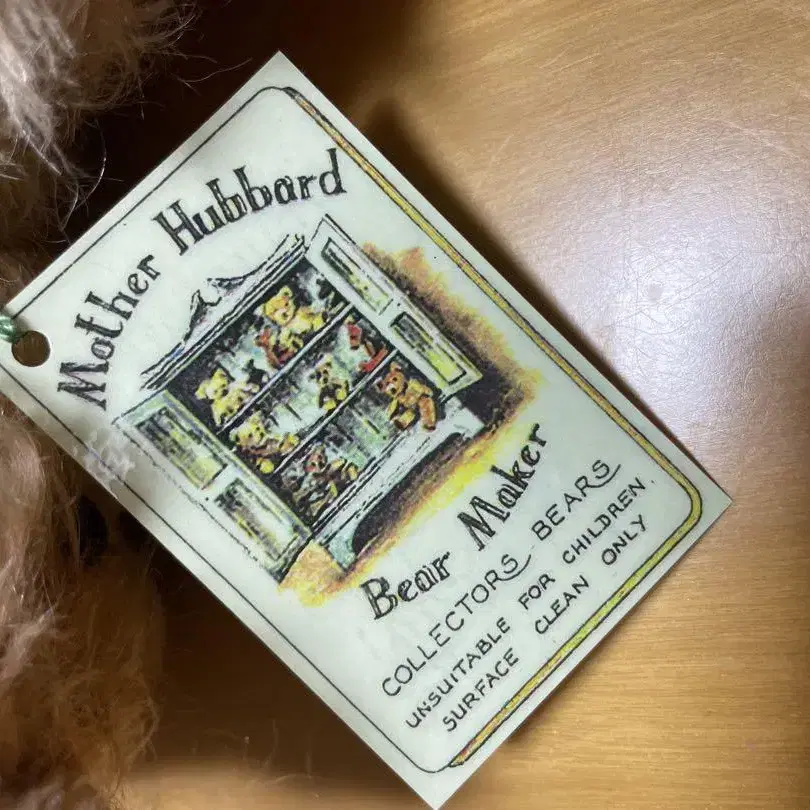 Mother Hubbard
Bear Maker
COLLECTORS BEARS
UNSUITABLE FOR CHILDREN.
SURFACE CLEAN ONLY